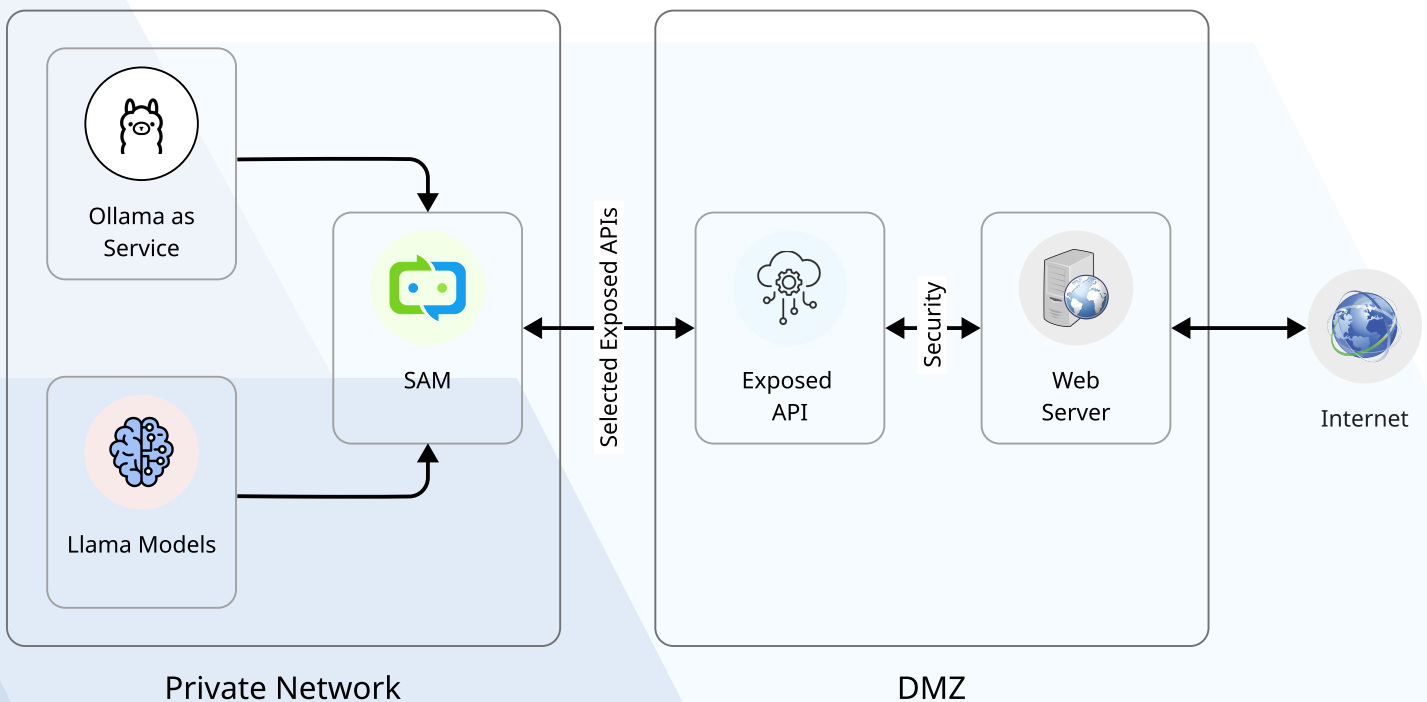 Ollama as
Service
SAM
Llama Models
Selected Exposed APIs
Exposed
API
Security
Web
Server
Internet
Private Network
DMZ